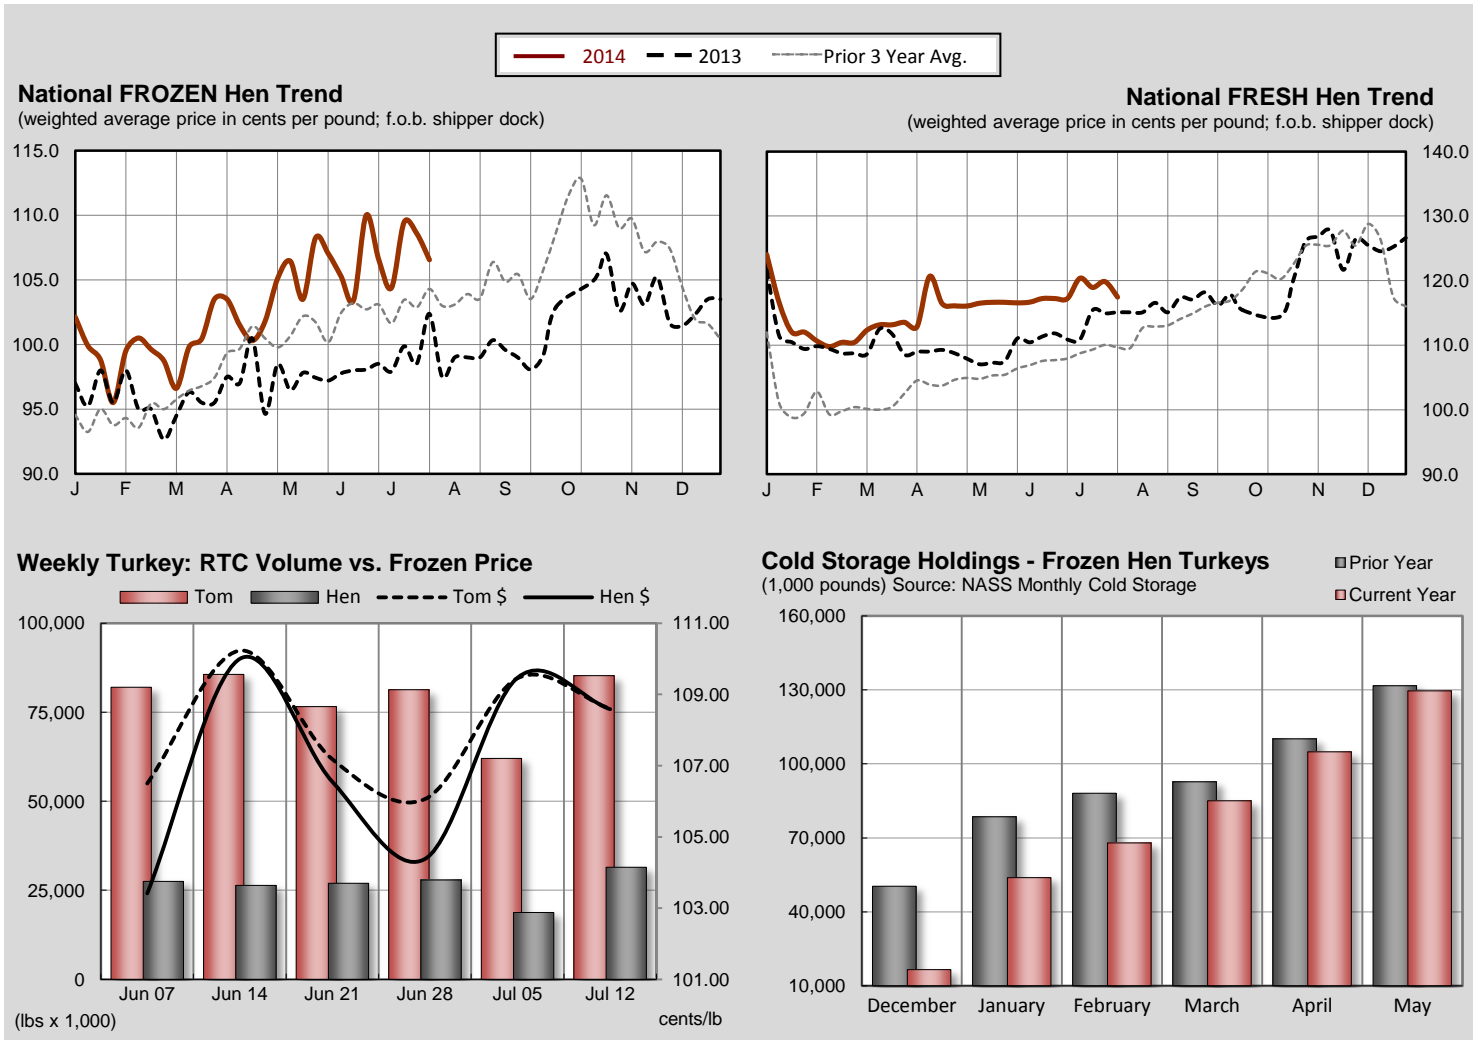 2014 2013 Prior 3 Year Avg.
National FROZEN Hen Trend
(weighted average price in cents per pound; f.o.b. shipper dock)
115.0
110.0
105.0
100.0
95.0
90.0
J F M A M J J A S O N D
National FRESH Hen Trend
(weighted average price in cents per pound; f.o.b. shipper dock)
140.0
130.0
120.0
110.0
100.0
90.0
J F M A M J J A S O N D
Weekly Turkey: RTC Volume vs. Frozen Price
Tom Hen Tom $ Hen $
100,000
75,000
50,000
25,000
0
111.00
109.00
107.00
105.00
103.00
101.00
Jun 07 Jun 14 Jun 21 Jun 28 Jul 05 Jul 12
(lbs x 1,000)
cents/lb
Cold Storage Holdings - Frozen Hen Turkeys
(1,000 pounds) Source: NASS Monthly Cold Storage
Prior Year
Current Year
160,000
130,000
100,000
70,000
40,000
10,000
December January February March April May